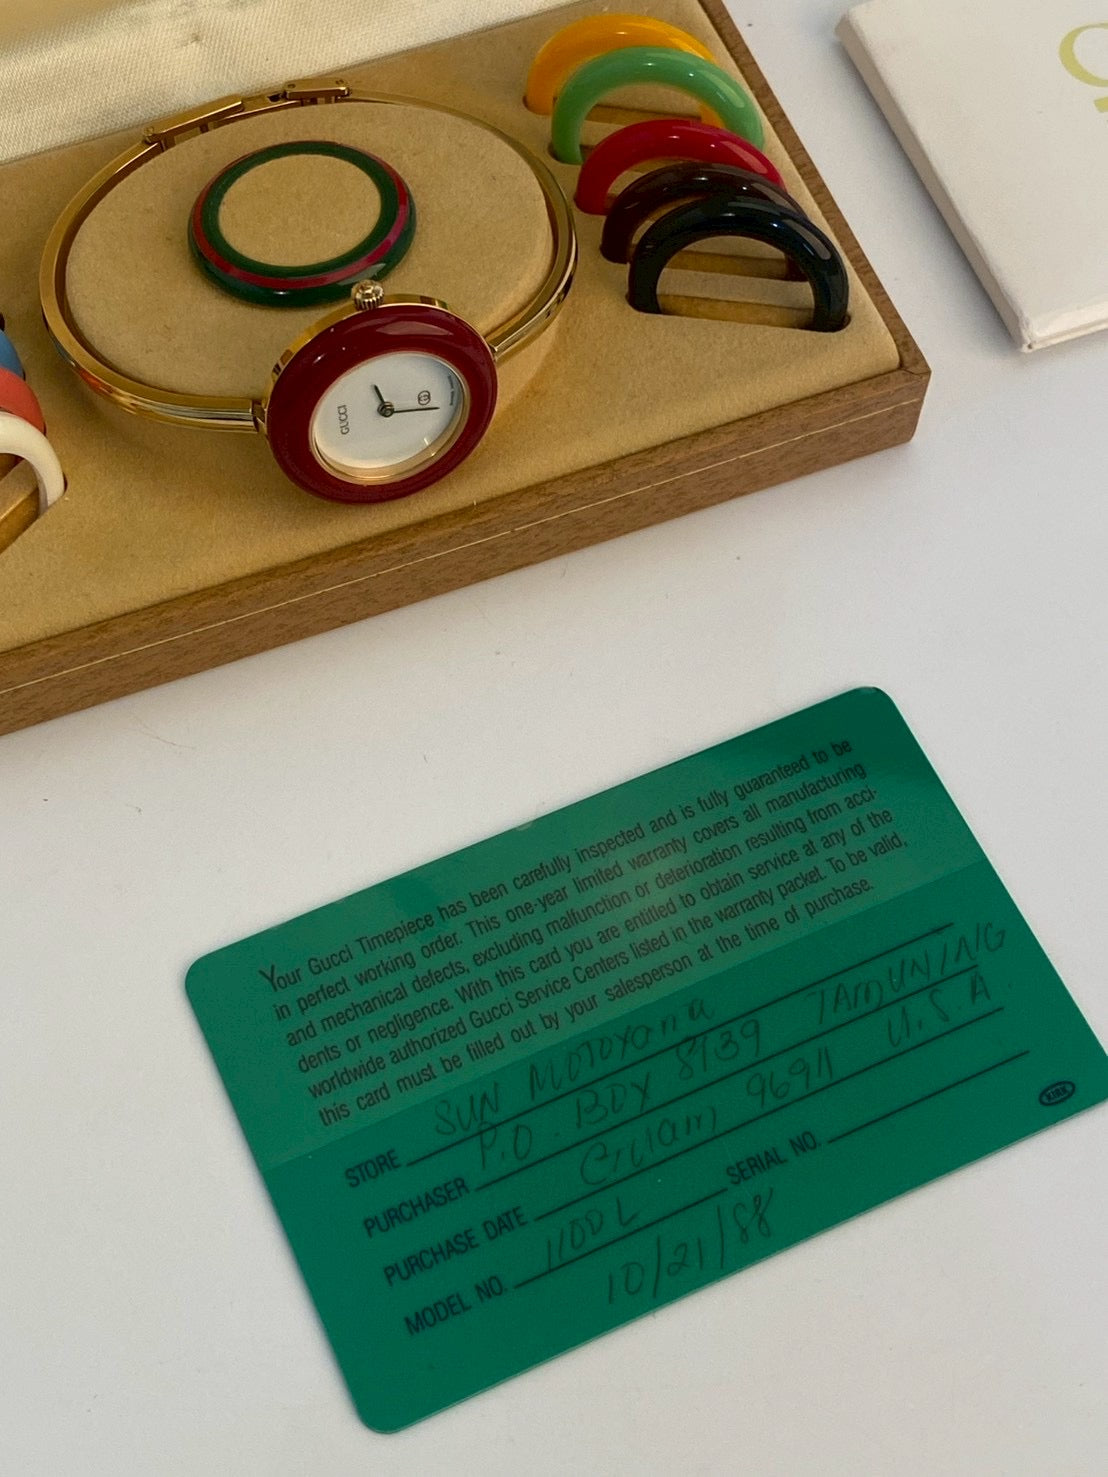 G
GUCCI
Your Gucci Timepiece has been carefully inspected and is fully guaranteed to be
in perfect working order. This one-year limited warranty covers all manufacturing
and mechanical defects, excluding malfunction or deterioration resulting from acci-
dents or negligence. With this card you are entitled to obtain service at any of the
worldwide authorized Gucci Service Centers listed in the warranty packet. To be valid,
this card must be filled out by your salesperson at the time of purchase.
STORE SUN MOTOYAMA
PURCHASER P.O. BOX 8139 TAMUNING
PURCHASE DATE Guam 96911 U.S.A
MODEL NO. 1100L SERIAL NO.
10/21/88
KIRK